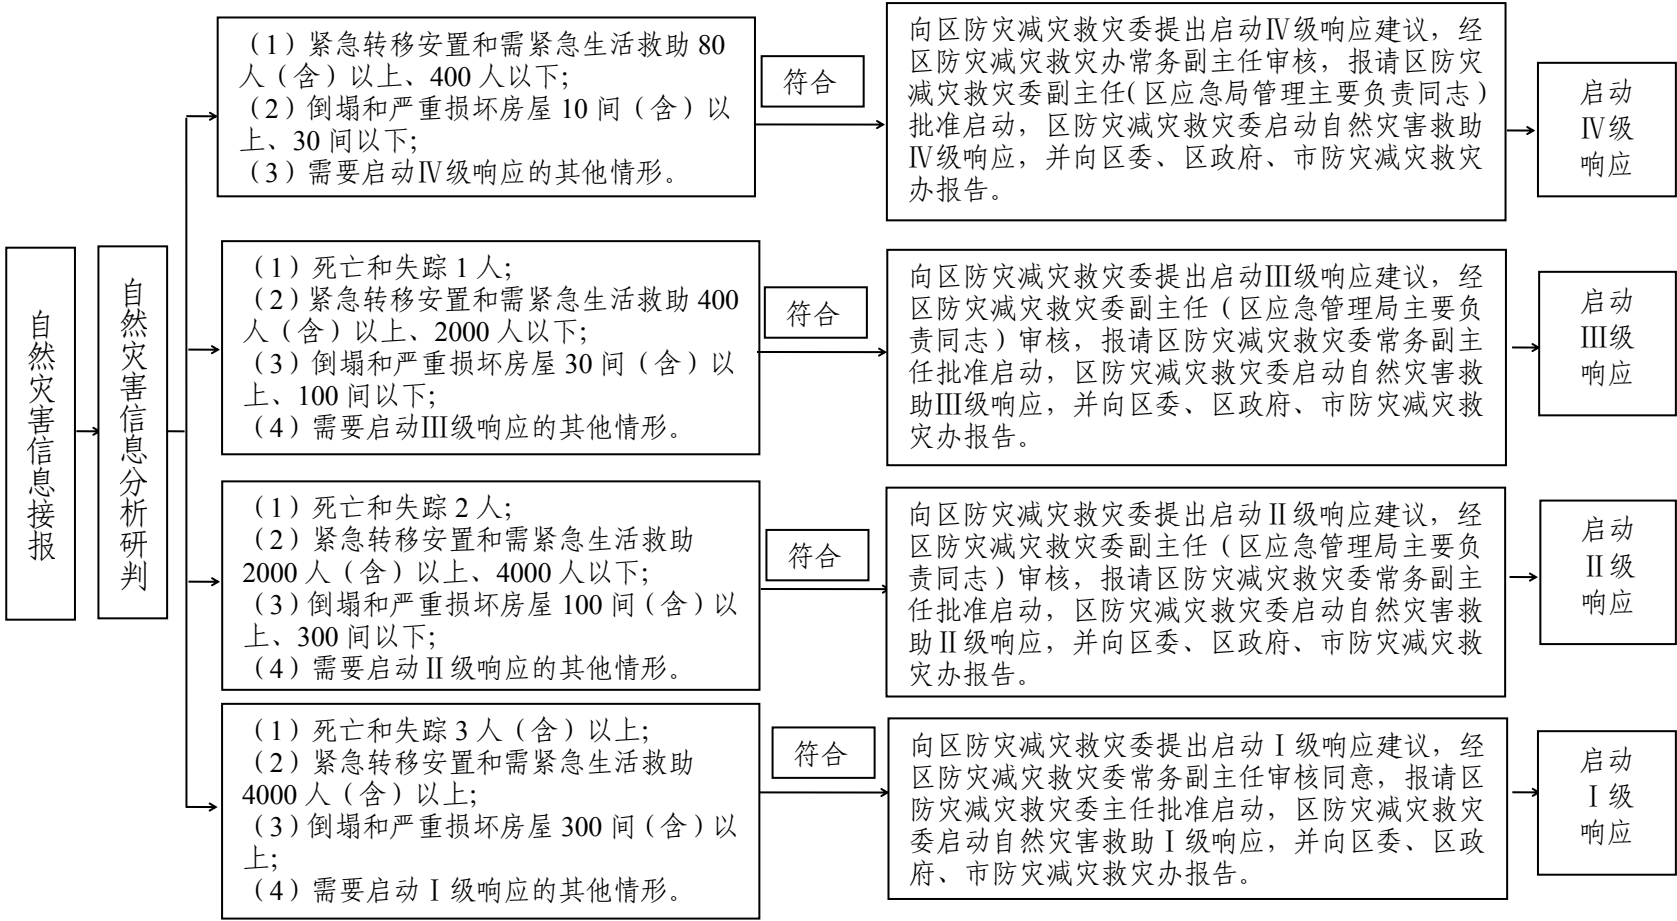 自然灾害信息接报
自然灾害信息分析研判
（1）紧急转移安置和需紧急生活救助 80
人（含）以上、400 人以下；
（2）倒塌和严重损坏房屋 10 间（含）以
上、30 间以下；
（3）需要启动Ⅳ级响应的其他情形。
符合
向区防灾减灾救灾委提出启动Ⅳ级响应建议，经
区防灾减灾救灾办常务副主任审核，报请区防灾
减灾救灾委副主任（区应急局管理主要负责同志）
批准启动，区防灾减灾救灾委启动自然灾害救助
Ⅳ级响应，并向区委、区政府、市防灾减灾救灾
办报告。
启动
Ⅳ级
响应
（1）死亡和失踪 1 人；
（2）紧急转移安置和需紧急生活救助 400
人（含）以上、2000 人以下；
（3）倒塌和严重损坏房屋 30 间（含）以
上、100 间以下；
（4）需要启动Ⅲ级响应的其他情形。
符合
向区防灾减灾救灾委提出启动Ⅲ级响应建议，经
区防灾减灾救灾委副主任（区应急管理局主要负
责同志）审核，报请区防灾减灾救灾委常务副主
任批准启动，区防灾减灾救灾委启动自然灾害救
助Ⅲ级响应，并向区委、区政府、市防灾减灾救
灾办报告。
启动
Ⅲ级
响应
（1）死亡和失踪 2 人；
（2）紧急转移安置和需紧急生活救助
2000 人（含）以上、4000 人以下；
（3）倒塌和严重损坏房屋 100 间（含）以
上、300 间以下；
（4）需要启动Ⅱ级响应的其他情形。
符合
向区防灾减灾救灾委提出启动Ⅱ级响应建议，经
区防灾减灾救灾委副主任（区应急管理局主要负
责同志）审核，报请区防灾减灾救灾委常务副主
任批准启动，区防灾减灾救灾委启动自然灾害救
助Ⅱ级响应，并向区委、区政府、市防灾减灾救
灾办报告。
启动
Ⅱ级
响应
（1）死亡和失踪 3 人（含）以上；
（2）紧急转移安置和需紧急生活救助
4000 人（含）以上；
（3）倒塌和严重损坏房屋 300 间（含）以
上；
（4）需要启动Ⅰ级响应的其他情形。
符合
向区防灾减灾救灾委提出启动Ⅰ级响应建议，经
区防灾减灾救灾委常务副主任审核同意，报请区
防灾减灾救灾委主任批准启动，区防灾减灾救灾
委启动自然灾害救助Ⅰ级响应，并向区委、区政
府、市防灾减灾救灾办报告。
启动
Ⅰ级
响应